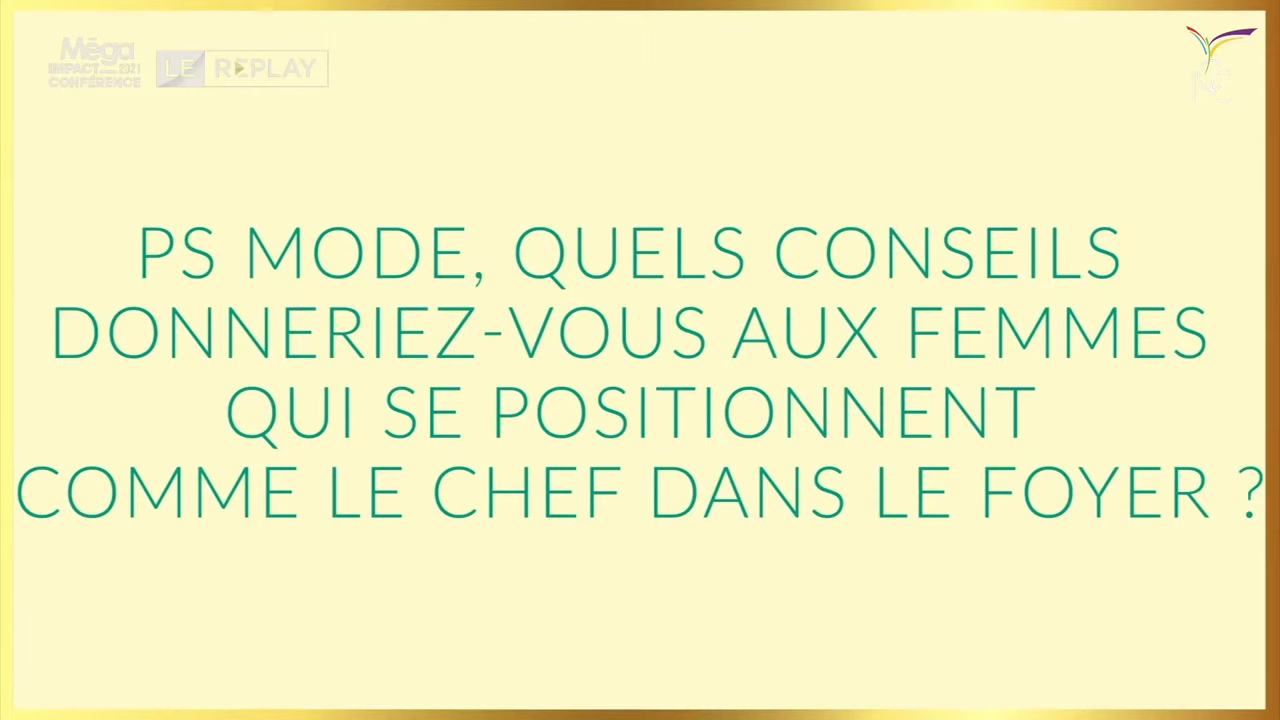 Méga
IMPACT 2021
CONFÉRENCE
LE REPLAY
PS MODE, QUELS CONSEILS
DONNERIEZ-VOUS AUX FEMMES
QUI SE POSITIONNENT
COMME LE CHEF DANS LE FOYER ?